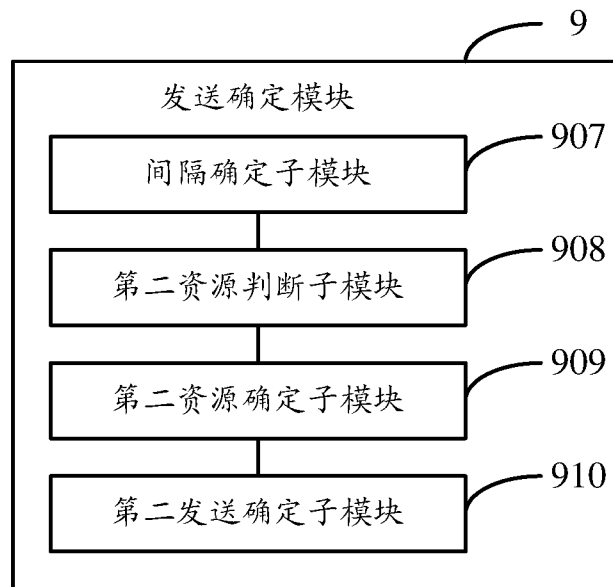 9
发送确定模块
907
间隔确定子模块
908
第二资源判断子模块
909
第二资源确定子模块
910
第二发送确定子模块